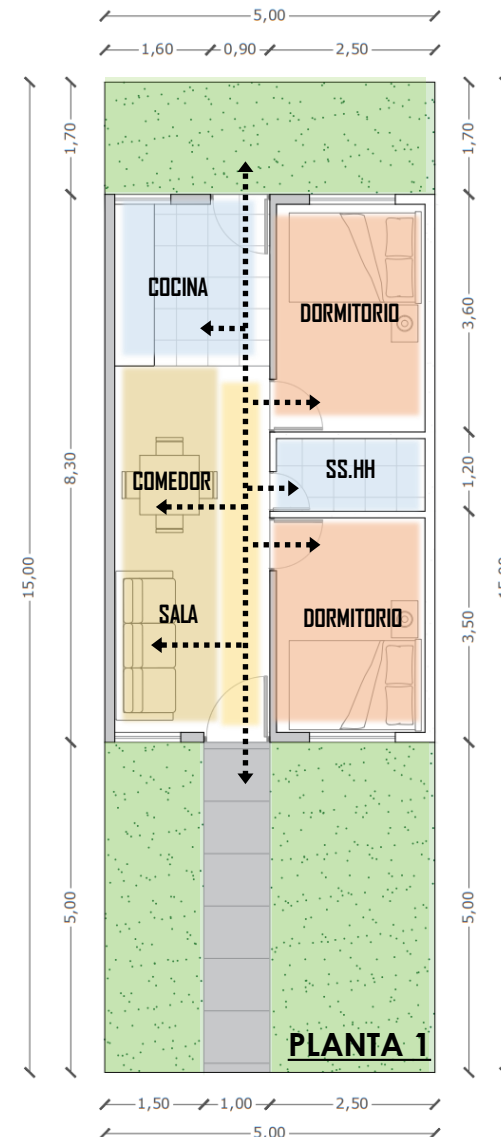 5,00
1,60 0,90 2,50
1,70 1,70
COCINA
DORMITORIO
3,60
8,30
COMEDOR
SS.HH
1,20
15,00 15,00
SALA
DORMITORIO
3,50
5,00 5,00
PLANTA 1
1,50 1,00 2,50
5,00